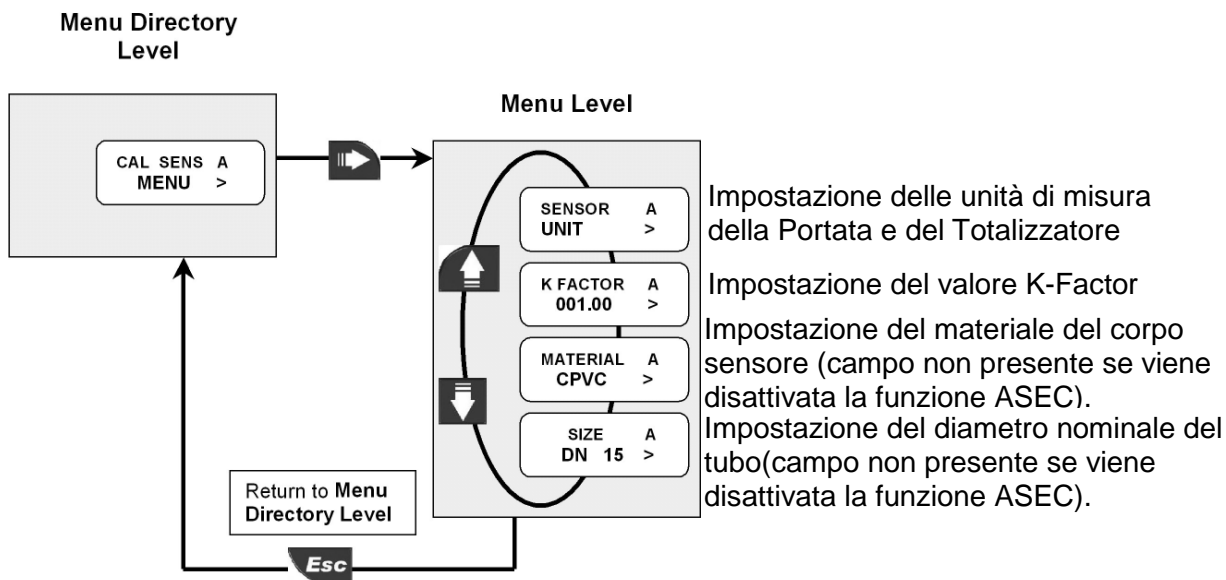 Menu Directory
Level
CAL SENS A
MENU >
Menu Level
SENSOR A
UNIT >
Impostazione delle unità di misura
della Portata e del Totalizzatore
K FACTOR A
001.00 >
Impostazione del valore K-Factor
MATERIAL A
CPVC >
Impostazione del materiale del corpo
sensore (campo non presente se viene
disattivata la funzione ASEC).
SIZE A
DN 15 >
Impostazione del diametro nominale del
tubo(campo non presente se viene
disattivata la funzione ASEC).
Return to Menu
Directory Level
Esc